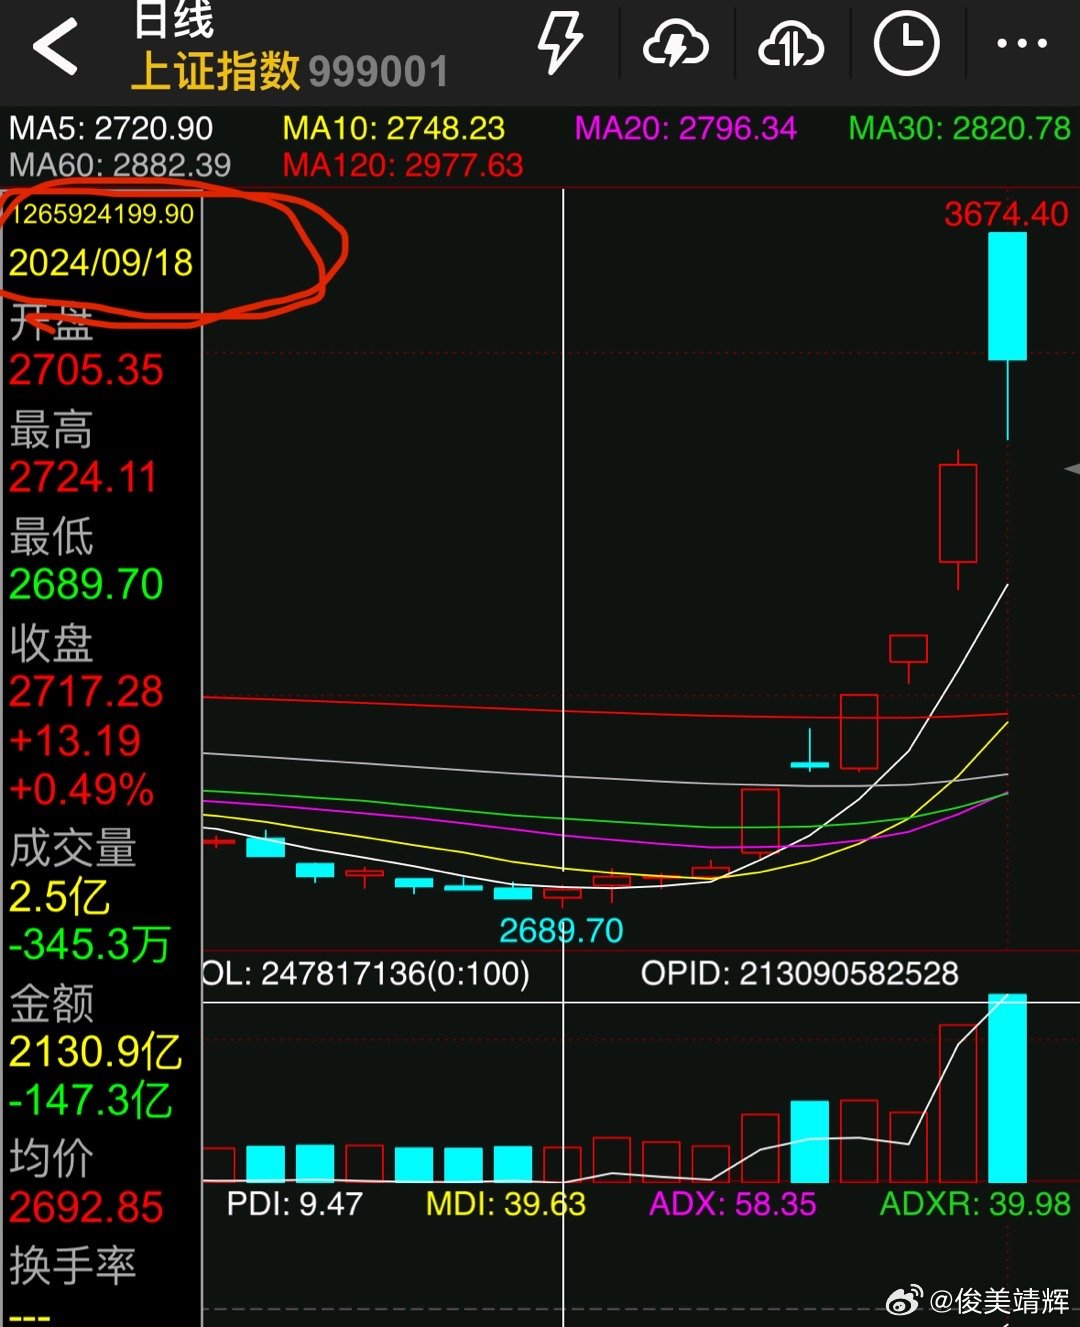 日线
上证指数 999001
MA5: 2720.90 MA10: 2748.23 MA20: 2796.34 MA30: 2820.78
MA60: 2882.39 MA120: 2977.63
1265924199.90
2024/09/18
开盘
2705.35
最高
2724.11
最低
2689.70
收盘
2717.28
+13.19
+0.49%
成交量
2.5亿
-345.3万
金额
2130.9亿
-147.3亿
均价
2692.85
换手率
---
3674.40
2689.70
OL: 247817136(0:100) OPID: 213090582528
PDI: 9.47 MDI: 39.63 ADX: 58.35 ADXR: 39.98
@俊美靖辉